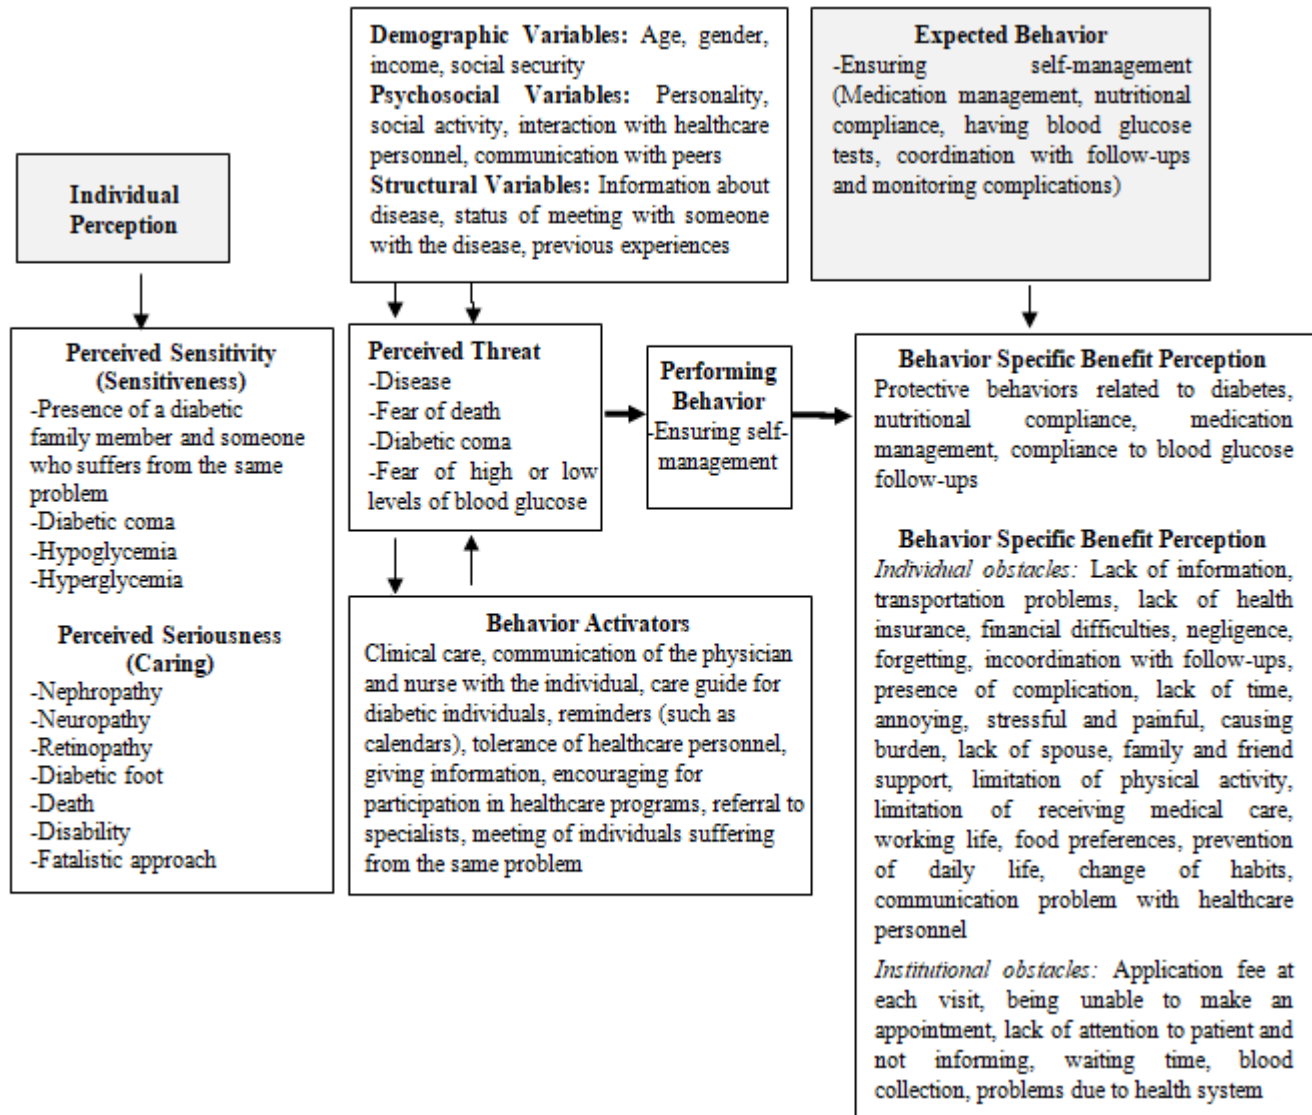 Individual
Perception
Demographic Variables: Age, gender,
income, social security
Psychosocial Variables: Personality,
social activity, interaction with healthcare
personnel, communication with peers
Structural Variables: Information about
disease, status of meeting with someone
with the disease, previous experiences
Expected Behavior
-Ensuring self-management
(Medication management, nutritional
compliance, having blood glucose
tests, coordination with follow-ups
and monitoring complications)
Perceived Sensitivity
(Sensitiveness)
-Presence of a diabetic
family member and someone
who suffers from the same
problem
-Diabetic coma
-Hypoglycemia
-Hyperglycemia
Perceived Seriousness
(Caring)
-Nephropathy
-Neuropathy
-Retinopathy
-Diabetic foot
-Death
-Disability
-Fatalistic approach
Perceived Threat
-Disease
-Fear of death
-Diabetic coma
-Fear of high or low
levels of blood glucose
Behavior Activators
Clinical care, communication of the physician
and nurse with the individual, care guide for
diabetic individuals, reminders (such as
calendars), tolerance of healthcare personnel,
giving information, encouraging for
participation in healthcare programs, referral to
specialists, meeting of individuals suffering
from the same problem
Performing
Behavior
-Ensuring self-
management
Behavior Specific Benefit Perception
Protective behaviors related to diabetes,
nutritional compliance, medication
management, compliance to blood glucose
follow-ups
Behavior Specific Benefit Perception
Individual obstacles: Lack of information,
transportation problems, lack of health
insurance, financial difficulties, negligence,
forgetting, incoordination with follow-ups,
presence of complication, lack of time,
annoying, stressful and painful, causing
burden, lack of spouse, family and friend
support, limitation of physical activity,
limitation of receiving medical care,
working life, food preferences, prevention
of daily life, change of habits,
communication problem with healthcare
personnel
Institutional obstacles: Application fee at
each visit, being unable to make an
appointment, lack of attention to patient and
not informing, waiting time, blood
collection, problems due to health system